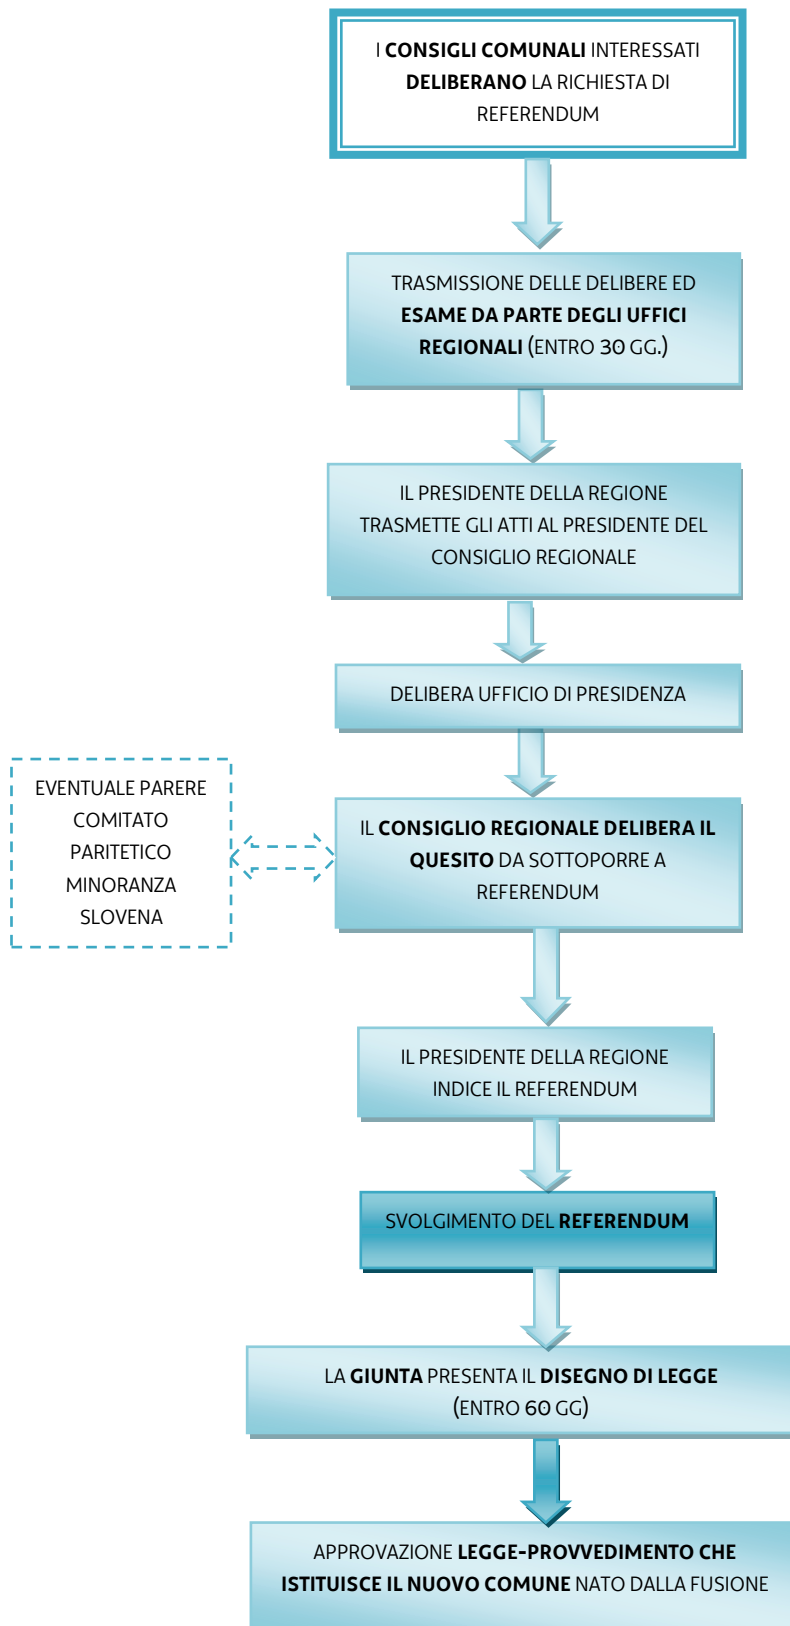 I CONSIGLI COMUNALI INTERESSATI
DELIBERANO LA RICHIESTA DI
REFERENDUM
TRASMISSIONE DELLE DELIBERE ED
ESAME DA PARTE DEGLI UFFICI
REGIONALI (ENTRO 30 GG.)
IL PRESIDENTE DELLA REGIONE
TRASMETTE GLI ATTI AL PRESIDENTE DEL
CONSIGLIO REGIONALE
DELIBERA UFFICIO DI PRESIDENZA
EVENTUALE PARERE
COMITATO
PARITETICO
MINORANZA
SLOVENA
IL CONSIGLIO REGIONALE DELIBERA IL
QUESITO DA SOTTOPORRE A
REFERENDUM
IL PRESIDENTE DELLA REGIONE
INDICE IL REFERENDUM
SVOLGIMENTO DEL REFERENDUM
LA GIUNTA PRESENTA IL DISEGNO DI LEGGE
(ENTRO 60 GG)
APPROVAZIONE LEGGE-PROVVEDIMENTO CHE
ISTITUISCE IL NUOVO COMUNE NATO DALLA FUSIONE